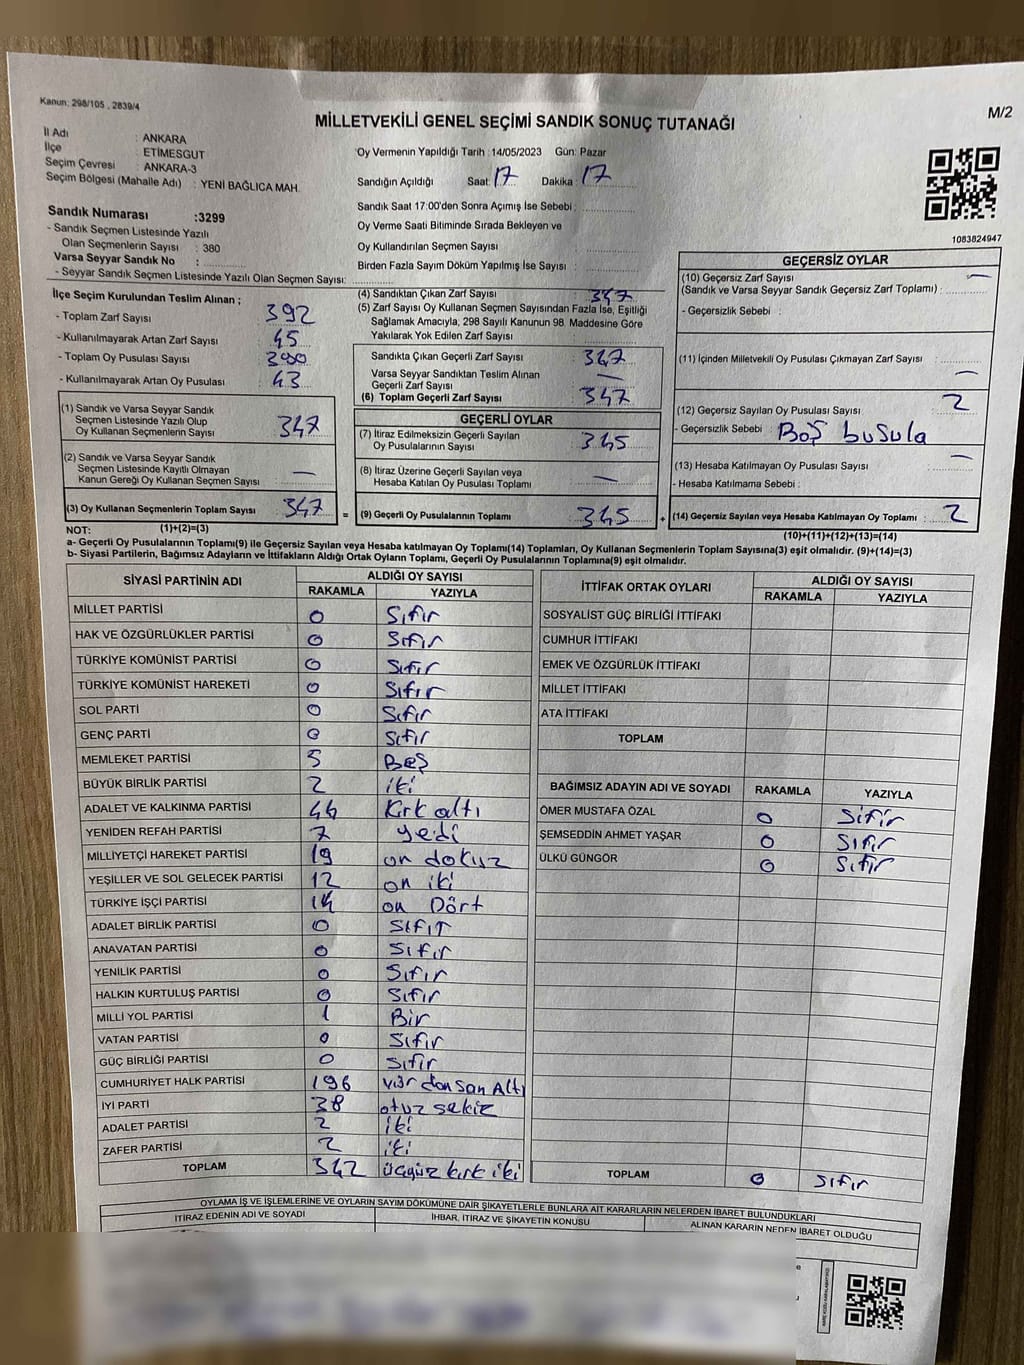 Kanun: 298/105 , 2839/4
M/2
MİLLETVEKİLİ GENEL SEÇİMİ SANDIK SONUÇ TUTANAĞI
İl Adı : ANKARA
İlçe : ETİMESGUT
Seçim Çevresi : ANKARA-3
Seçim Bölgesi (Mahalle Adı) : YENİ BAĞLICA MAH.
Oy Vermenin Yapıldığı Tarih :14/05/2023 Gün: Pazar
Sandığın Açıldığı Saat: 17 Dakika: 17
Sandık Saat 17:00'den Sonra Açımış İse Sebebi :
Oy Verme Saati Bitiminde Sırada Bekleyen ve
Oy Kullandırılan Seçmen Sayısı :
Birden Fazla Sayım Döküm Yapılmış İse Sayısı :
1083824947
Sandık Numarası :3299
- Sandık Seçmen Listesinde Yazılı
Olan Seçmenlerin Sayısı : 380
Varsa Seyyar Sandık No :
- Seyyar Sandık Seçmen Listesinde Yazılı Olan Seçmen Sayısı:
İlçe Seçim Kurulundan Teslim Alınan ;
- Toplam Zarf Sayısı : 392
- Kullanılmayarak Artan Zarf Sayısı : 45
- Toplam Oy Pusulası Sayısı : 390
- Kullanılmayarak Artan Oy Pusulası : 43
(1) Sandık ve Varsa Seyyar Sandık
Seçmen Listesinde Yazılı Olup
Oy Kullanan Seçmenlerin Sayısı : 347
(2) Sandık ve Varsa Seyyar Sandık
Seçmen Listesinde Kayıtlı Olmayan
Kanun Gereği Oy Kullanan Seçmen Sayısı : —
(3) Oy Kullanan Seçmenlerin Toplam Sayısı : 347
(1)+(2)=(3)
(4) Sandıktan Çıkan Zarf Sayısı : 347
(5) Zarf Sayısı Oy Kullanan Seçmen Sayısından Fazla İse, Eşitliği
Sağlamak Amacıyla; 298 Sayılı Kanunun 98. Maddesine Göre
Yakılarak Yok Edilen Zarf Sayısı :
Sandıkta Çıkan Geçerli Zarf Sayısı : 347
Varsa Seyyar Sandıktan Teslim Alınan
Geçerli Zarf Sayısı : —
(6) Toplam Geçerli Zarf Sayısı : 347
GEÇERLİ OYLAR
(7) İtiraz Edilmeksizin Geçerli Sayılan
Oy Pusulalarının Sayısı : 345
(8) İtiraz Üzerine Geçerli Sayılan veya
Hesaba Katılan Oy Pusulası Toplamı : —
= (9) Geçerli Oy Pusulalarının Toplamı : 345
GEÇERSİZ OYLAR
(10) Geçersiz Zarf Sayısı —
(Sandık ve Varsa Seyyar Sandık Geçersiz Zarf Toplamı) :
- Geçersizlik Sebebi :
(11) İçinden Milletvekili Oy Pusulası Çıkmayan Zarf Sayısı : —
(12) Geçersiz Sayılan Oy Pusulası Sayısı : 2
- Geçersizlik Sebebi : Boş busula
(13) Hesaba Katılmayan Oy Pusulası Sayısı : —
- Hesaba Katılmama Sebebi :
+ (14) Geçersiz Sayılan veya Hesaba Katılmayan Oy Toplamı : 2
(10)+(11)+(12)+(13)=(14)
NOT:
a- Geçerli Oy Pusulalarının Toplamı(9) ile Geçersiz Sayılan veya Hesaba katılmayan Oy Toplamı(14) Toplamları, Oy Kullanan Seçmenlerin Toplam Sayısına(3) eşit olmalıdır. (9)+(14)=(3)
b- Siyasi Partilerin, Bağımsız Adayların ve İttifakların Aldığı Ortak Oyların Toplamı, Geçerli Oy Pusulalarının Toplamına(9) eşit olmalıdır.
SİYASİ PARTİNİN ADI ALDIĞI OY SAYISI
RAKAMLA YAZIYLA
MİLLET PARTİSİ 0 Sıfır
HAK VE ÖZGÜRLÜKLER PARTİSİ 0 Sıfır
TÜRKİYE KOMÜNİST PARTİSİ 0 Sıfır
TÜRKİYE KOMÜNİST HAREKETİ 0 Sıfır
SOL PARTİ 0 Sıfır
GENÇ PARTİ 0 Sıfır
MEMLEKET PARTİSİ 5 Beş
BÜYÜK BİRLİK PARTİSİ 2 iki
ADALET VE KALKINMA PARTİSİ 46 Kırk altı
YENİDEN REFAH PARTİSİ 7 yedi
MİLLİYETÇİ HAREKET PARTİSİ 19 on dokuz
YEŞİLLER VE SOL GELECEK PARTİSİ 12 on iki
TÜRKİYE İŞÇİ PARTİSİ 14 on Dört
ADALET BİRLİK PARTİSİ 0 Sıfır
ANAVATAN PARTİSİ 0 Sıfır
YENİLİK PARTİSİ 0 Sıfır
HALKIN KURTULUŞ PARTİSİ 0 Sıfır
MİLLİ YOL PARTİSİ 1 Bir
VATAN PARTİSİ 0 Sıfır
GÜÇ BİRLİĞİ PARTİSİ 0 Sıfır
CUMHURİYET HALK PARTİSİ 196
İYİ PARTİ 38 otuz sekiz
ADALET PARTİSİ 2 iki
ZAFER PARTİSİ 2 iki
TOPLAM 342 üçyüz kırk iki
İTTİFAK ORTAK OYLARI ALDIĞI OY SAYISI
RAKAMLA YAZIYLA
SOSYALİST GÜÇ BİRLİĞİ İTTİFAKI
CUMHUR İTTİFAKI
EMEK VE ÖZGÜRLÜK İTTİFAKI
MİLLET İTTİFAKI
ATA İTTİFAKI
TOPLAM
BAĞIMSIZ ADAYIN ADI VE SOYADI RAKAMLA YAZIYLA
ÖMER MUSTAFA ÖZAL 0 Sıfır
ŞEMSEDDİN AHMET YAŞAR 0 Sıfır
ÜLKÜ GÜNGÖR 0 Sıfır
TOPLAM 0 Sıfır
OYLAMA İŞ VE İŞLEMLERİNE VE OYLARIN SAYIM DÖKÜMÜNE DAİR ŞİKAYETLERLE BUNLARA AİT KARARLARIN NELERDEN İBARET BULUNDUKLARI
İTİRAZ EDENİN ADI VE SOYADI İHBAR, İTİRAZ VE ŞİKAYETİN KONUSU ALINAN KARARIN NEDEN İBARET OLDUĞU